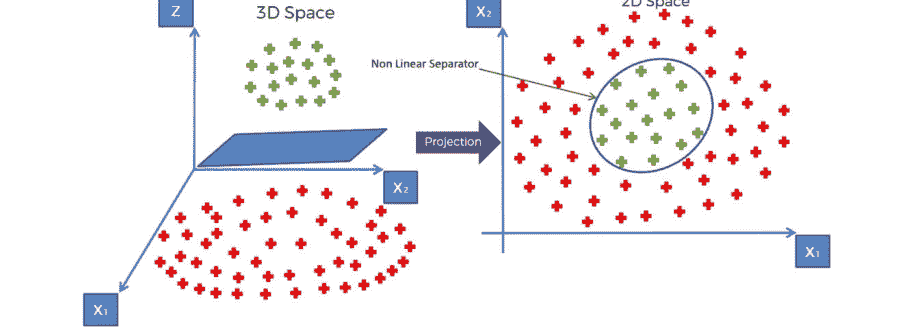 Z
3D Space
X₂
X₁
Projection
X₂
2D Space
Non Linear Separator
X₁